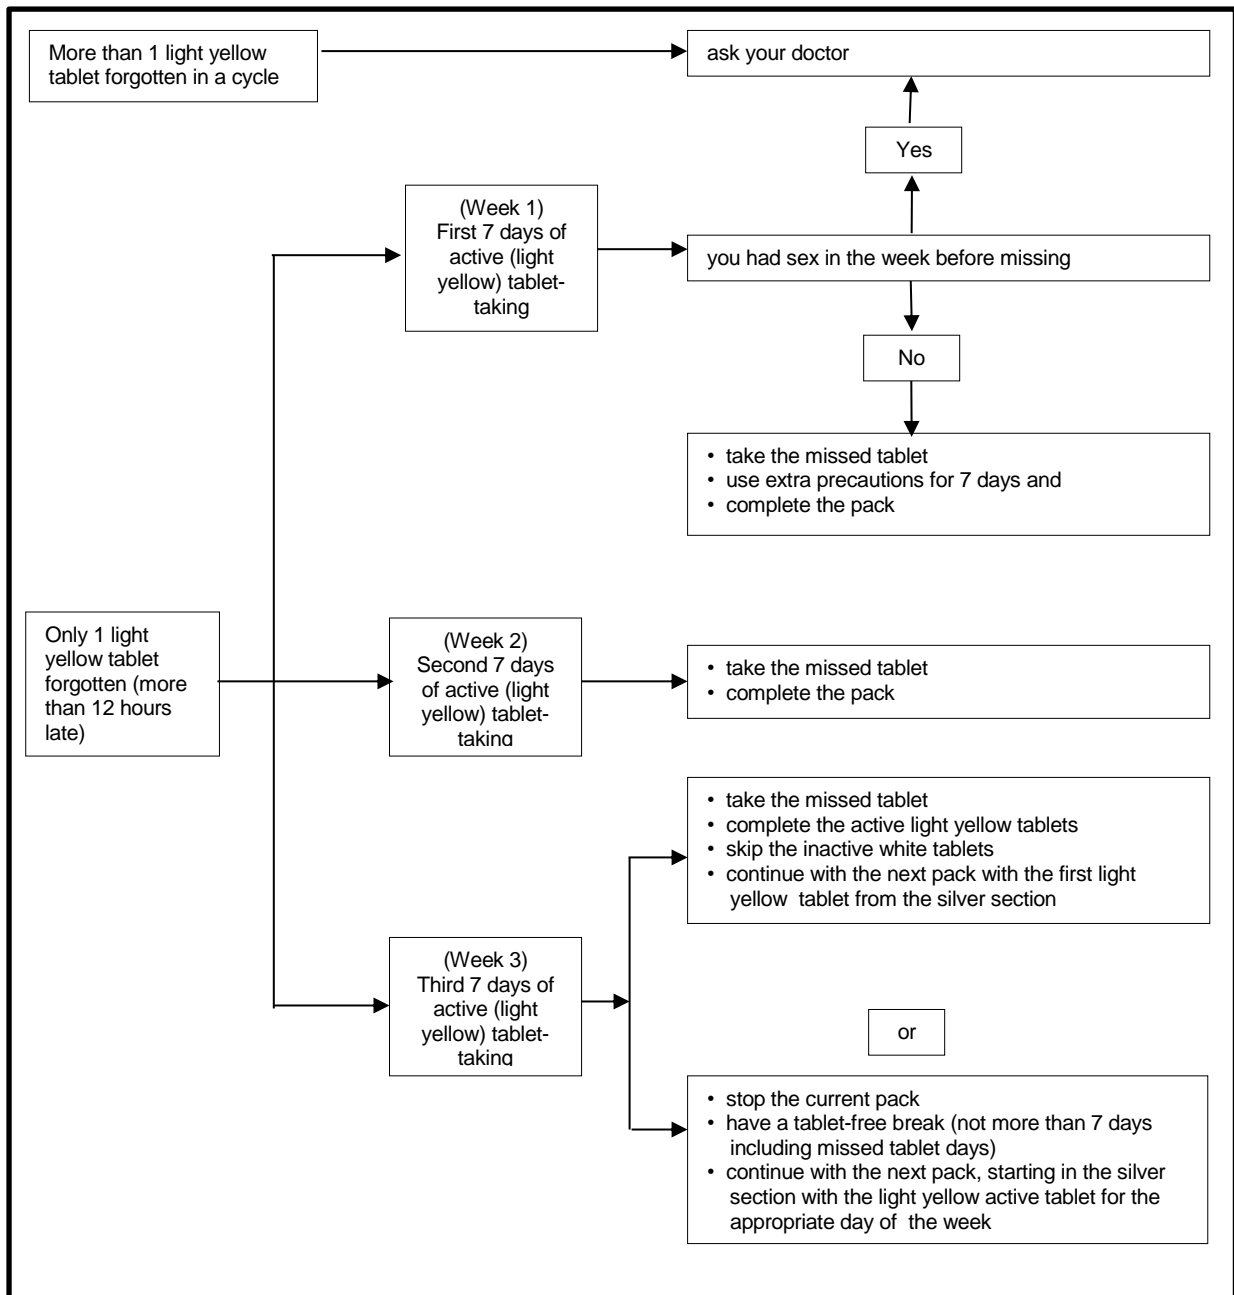 More than 1 light yellow
tablet forgotten in a cycle
ask your doctor
Yes
(Week 1)
First 7 days of
active (light
yellow) tablet-
taking
you had sex in the week before missing
No
• take the missed tablet
• use extra precautions for 7 days and
• complete the pack
Only 1 light
yellow tablet
forgotten (more
than 12 hours
late)
(Week 2)
Second 7 days
of active (light
yellow) tablet-
taking
• take the missed tablet
• complete the pack
• take the missed tablet
• complete the active light yellow tablets
• skip the inactive white tablets
• continue with the next pack with the first light
yellow tablet from the silver section
(Week 3)
Third 7 days of
active (light
yellow) tablet-
taking
or
• stop the current pack
• have a tablet-free break (not more than 7 days
including missed tablet days)
• continue with the next pack, starting in the silver
section with the light yellow active tablet for the
appropriate day of the week